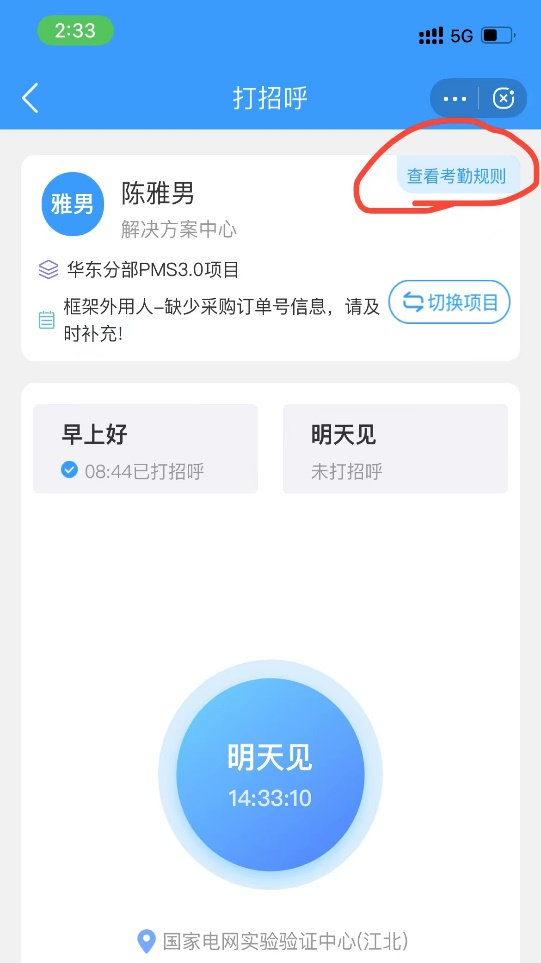 2:33
5G
打招呼
查看考勤规则
雅男
陈雅男
解决方案中心
华东分部PMS3.0项目
框架外用人-缺少采购订单号信息，请及
时补充!
切换项目
早上好
08:44已打招呼
明天见
未打招呼
明天见
14:33:10
国家电网实验验证中心(江北)